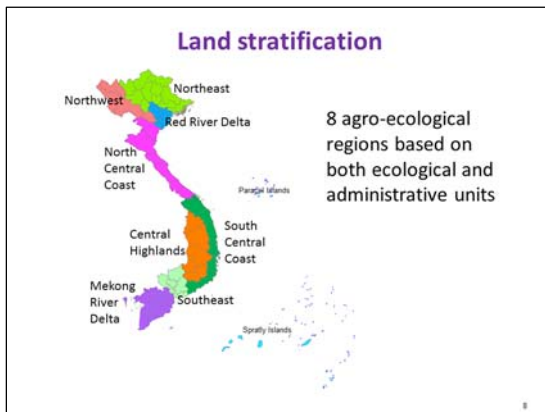 Land stratification
Northeast
Northwest
Red River Delta
North
Central
Coast
8 agro-ecological
regions based on
both ecological and
administrative units
Paracel Islands
Central
Highlands
South
Central
Coast
Mekong
River
Delta
Southeast
Spratly Islands
8